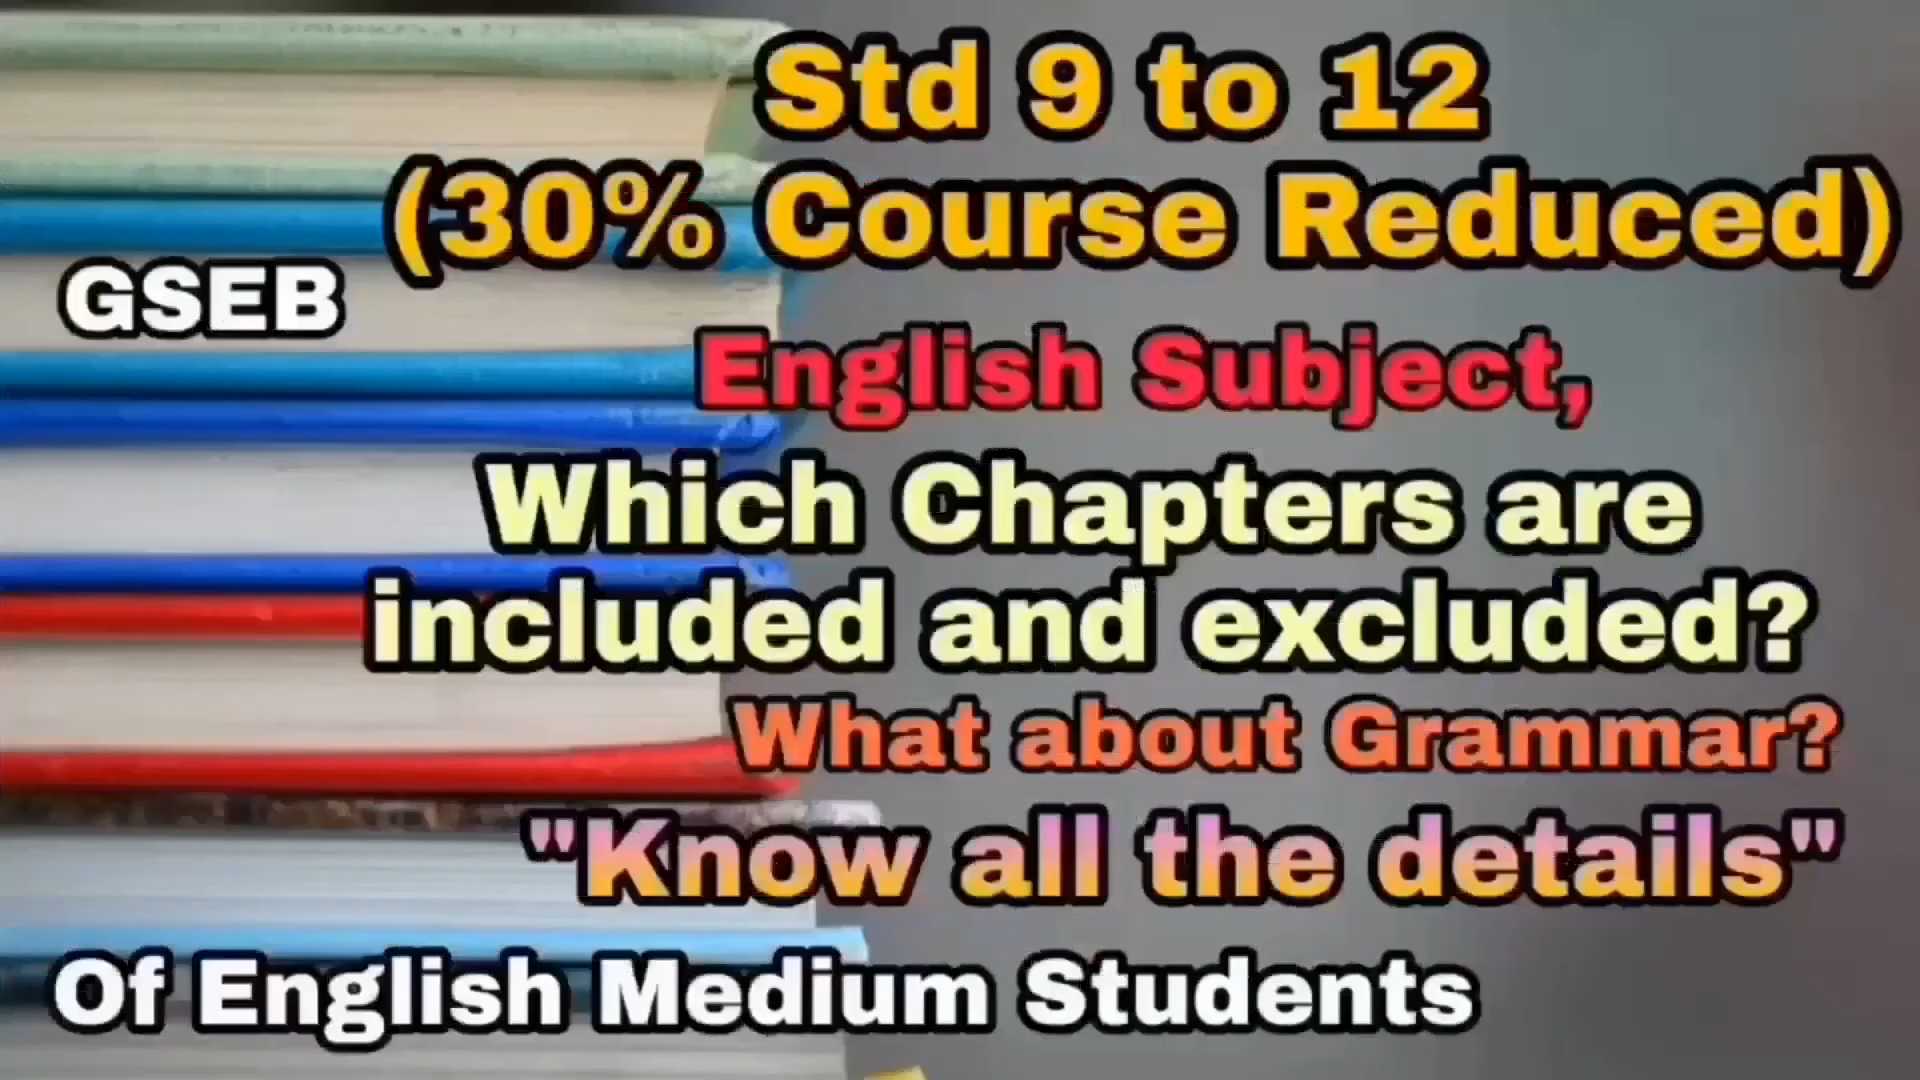 Std 9 to 12
(30% Course Reduced)
GSEB
English Subject,
Which Chapters are
included and excluded?
What about Grammar?
"Know all the details"
Of English Medium Students